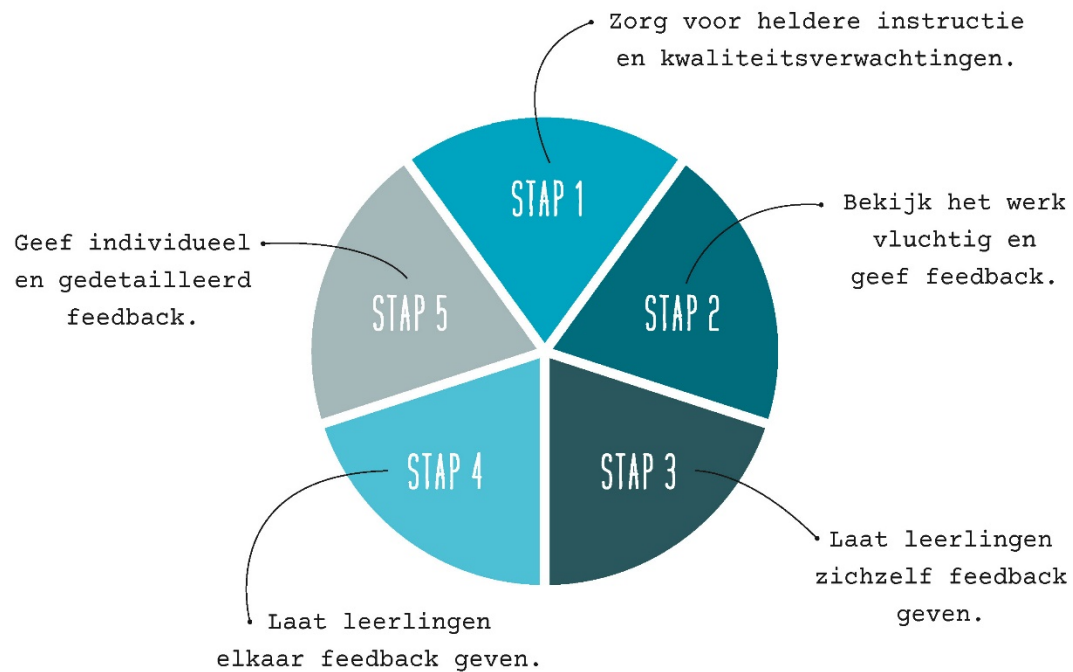 Zorg voor heldere instructie
en kwaliteitsverwachtingen.
STAP 1
Bekijk het werk
vluchtig en
geef feedback.
STAP 2
Laat leerlingen
zichzelf feedback
geven.
STAP 3
Laat leerlingen
elkaar feedback geven.
STAP 4
Geef individueel
en gedetailleerd
feedback.
STAP 5